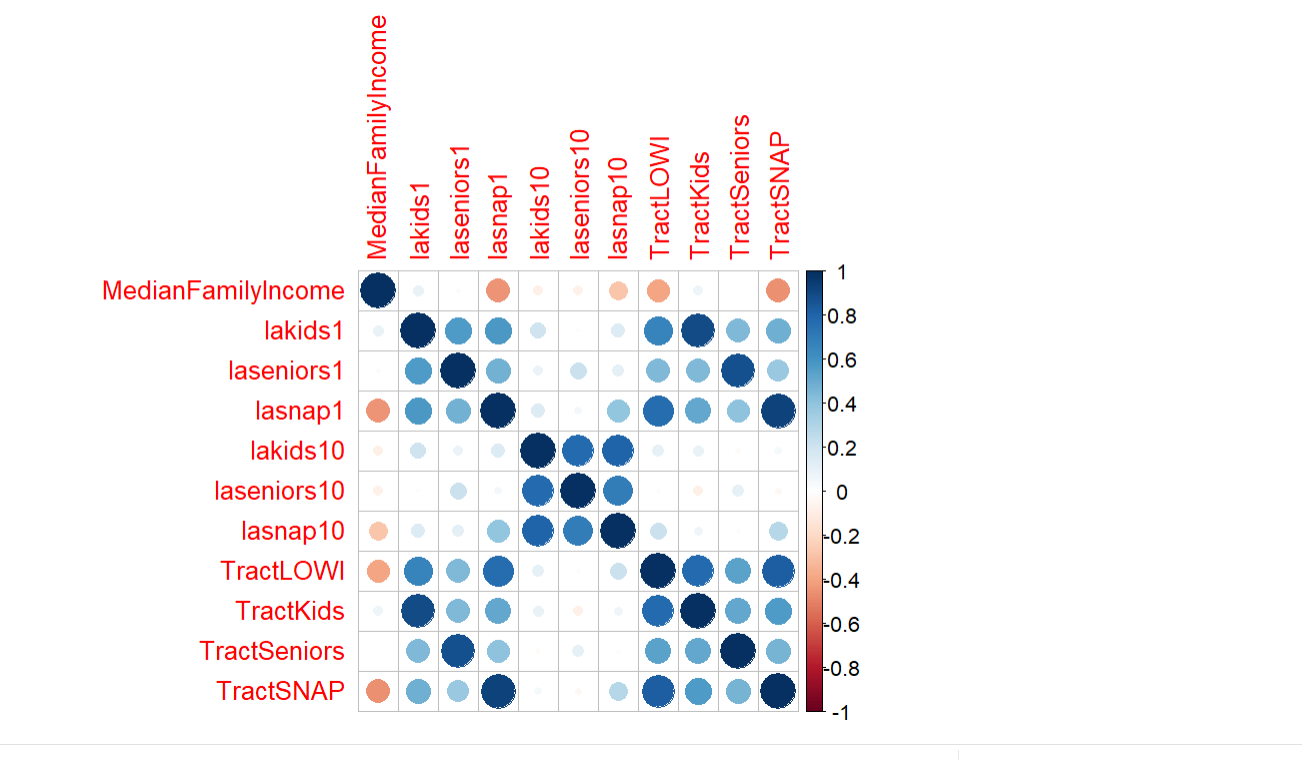 MedianFamilyIncome
lakids1
laseniors1
lasnap1
lakids10
laseniors10
lasnap10
TractLOWI
TractKids
TractSeniors
TractSNAP
MedianFamilyIncome
lakids1
laseniors1
lasnap1
lakids10
laseniors10
lasnap10
TractLOWI
TractKids
TractSeniors
TractSNAP
1
0.8
0.6
0.4
0.2
0
-0.2
-0.4
-0.6
-0.8
-1